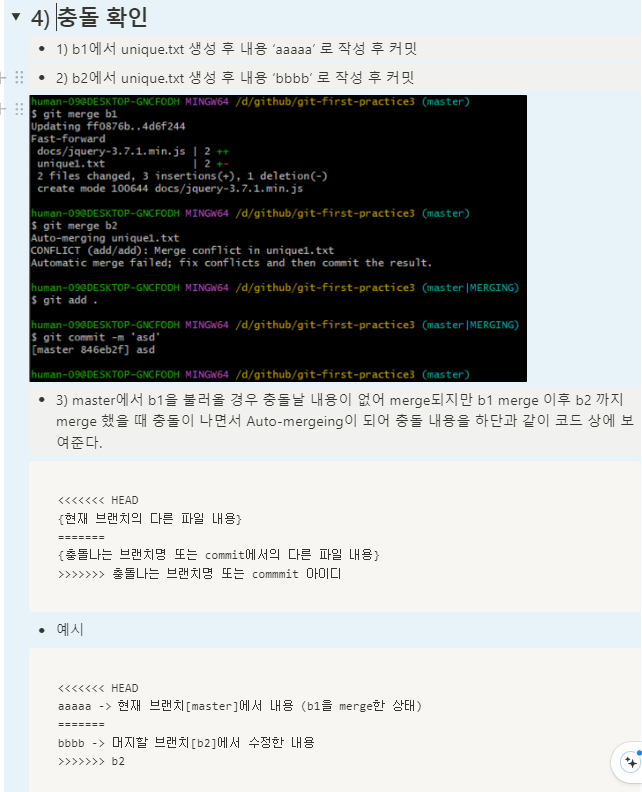 4) 충돌 확인
1) b1에서 unique.txt 생성 후 내용 ‘aaaaa’ 로 작성 후 커밋
2) b2에서 unique.txt 생성 후 내용 ‘bbbb’ 로 작성 후 커밋
human-09@DESKTOP-GNCFODH MINGW64 /d/github/git-first-practice3 (master)
$ git merge b1
Updating ff0876b..4d6f244
Fast-forward
docs/jquery-3.7.1.min.js | 2 ++
unique1.txt | 2 +-
2 files changed, 3 insertions(+), 1 deletion(-)
create mode 100644 docs/jquery-3.7.1.min.js
human-09@DESKTOP-GNCFODH MINGW64 /d/github/git-first-practice3 (master)
$ git merge b2
Auto-merging unique1.txt
CONFLICT (add/add): Merge conflict in unique1.txt
Automatic merge failed; fix conflicts and then commit the result.
human-09@DESKTOP-GNCFODH MINGW64 /d/github/git-first-practice3 (master|MERGING)
$ git add .
human-09@DESKTOP-GNCFODH MINGW64 /d/github/git-first-practice3 (master|MERGING)
$ git commit -m 'asd'
[master 846eb2f] asd
human-09@DESKTOP-GNCFODH MINGW64 /d/github/git-first-practice3 (master)
3) master에서 b1을 불러올 경우 충돌날 내용이 없어 merge되지만 b1 merge 이후 b2 까지
merge 했을 때 충돌이 나면서 Auto-mergeing이 되어 충돌 내용을 하단과 같이 코드 상에 보
여준다.
<<<<<<< HEAD
{현재 브랜치의 다른 파일 내용}
=======
{충돌나는 브랜치명 또는 commit에서의 다른 파일 내용}
>>>>>>> 충돌나는 브랜치명 또는 commmit 아이디
예시
<<<<<<< HEAD
aaaaa -> 현재 브랜치[master]에서 내용 (b1을 merge한 상태)
=======
bbbb -> 머지할 브랜치[b2]에서 수정한 내용
>>>>>>> b2